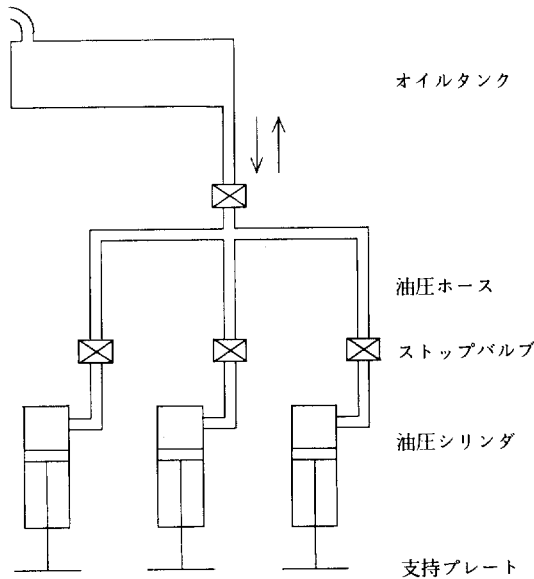 オイルタンク
油圧ホース
ストップバルブ
油圧シリンダ
支持プレート